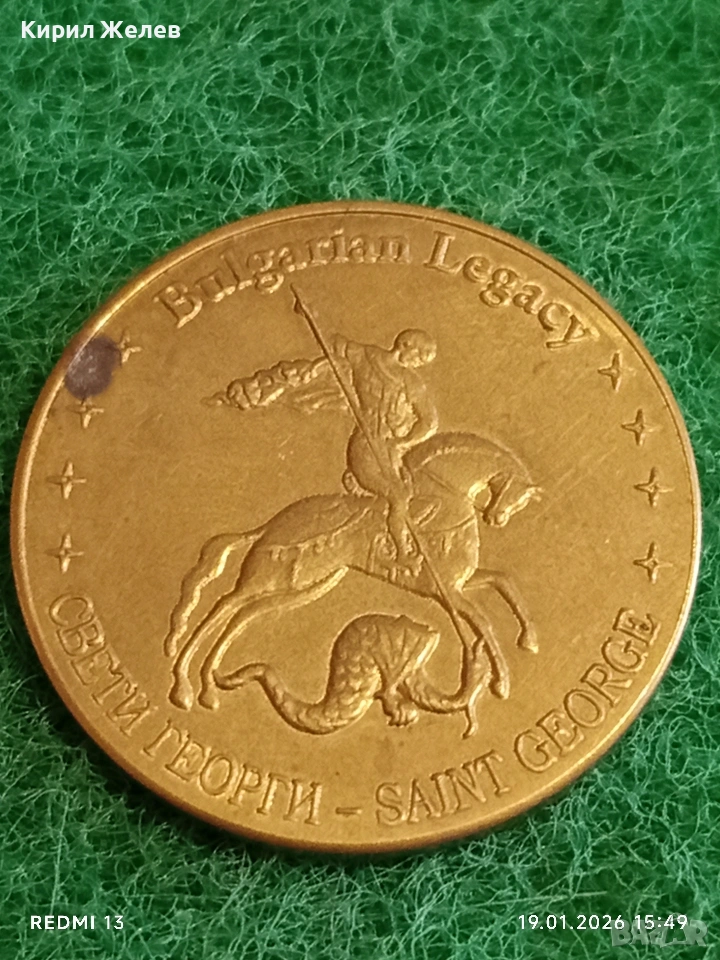 Кирил Желев
Bulgarian Legacy
СВЕТИ ГЕОРГИ - SAINT GEORGE
REDMI 13
19.01.2026 15:49